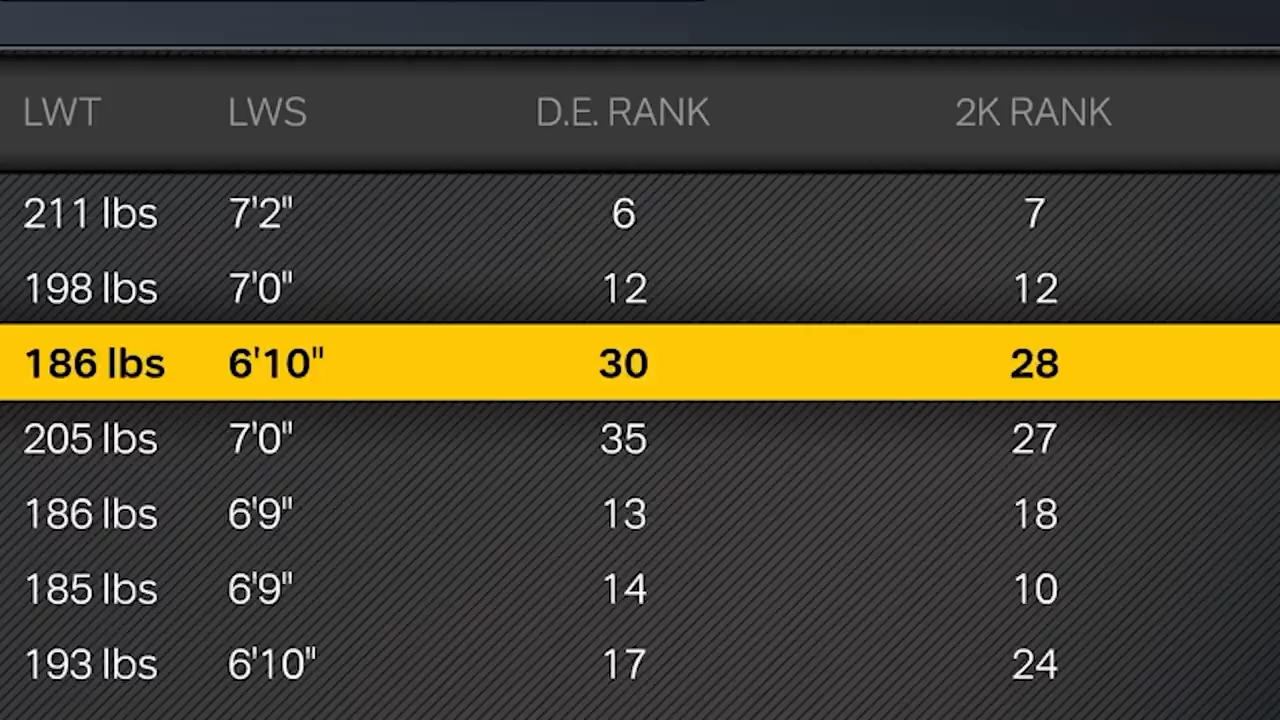 LWT LWS D.E. RANK 2K RANK
211 lbs 7'2" 6 7
198 lbs 7'0" 12 12
186 lbs 6'10" 30 28
205 lbs 7'0" 35 27
186 lbs 6'9" 13 18
185 lbs 6'9" 14 10
193 lbs 6'10" 17 24